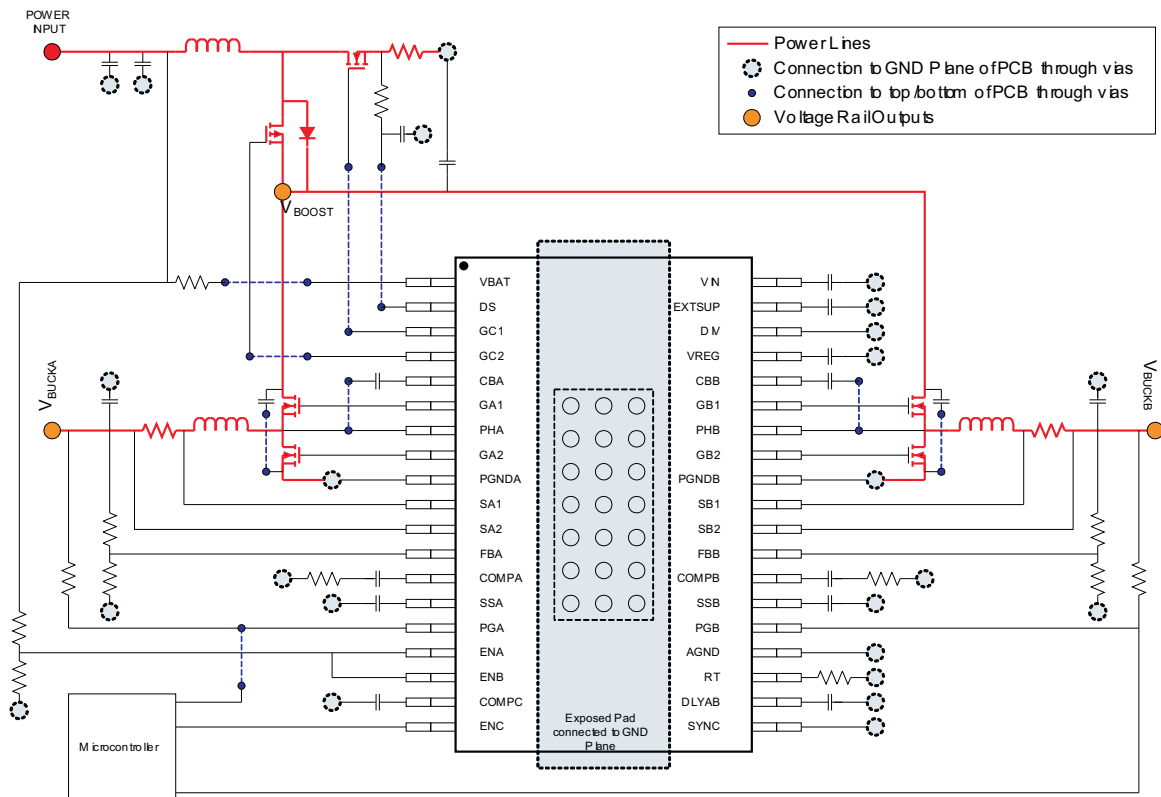 POWER
INPUT
Power Lines
Connection to GND Plane of PCB through vias
Connection to top/bottom of PCB through vias
Voltage Rail Outputs
VBOOST
VBAT
DS
GC1
GC2
CBA
GA1
PHA
GA2
PGNDA
SA1
SA2
FBA
COMPA
SSA
PGA
ENA
ENB
COMPC
ENC
VIN
EXTSUP
DIV
VREG
CBB
GB1
PHB
GB2
PGNDB
SB1
SB2
FBB
COMPB
SSB
PGB
AGND
RT
DLYAB
SYNC
VBUCKA
VBUCKB
Exposed Pad
connected to GND
Plane
Microcontroller